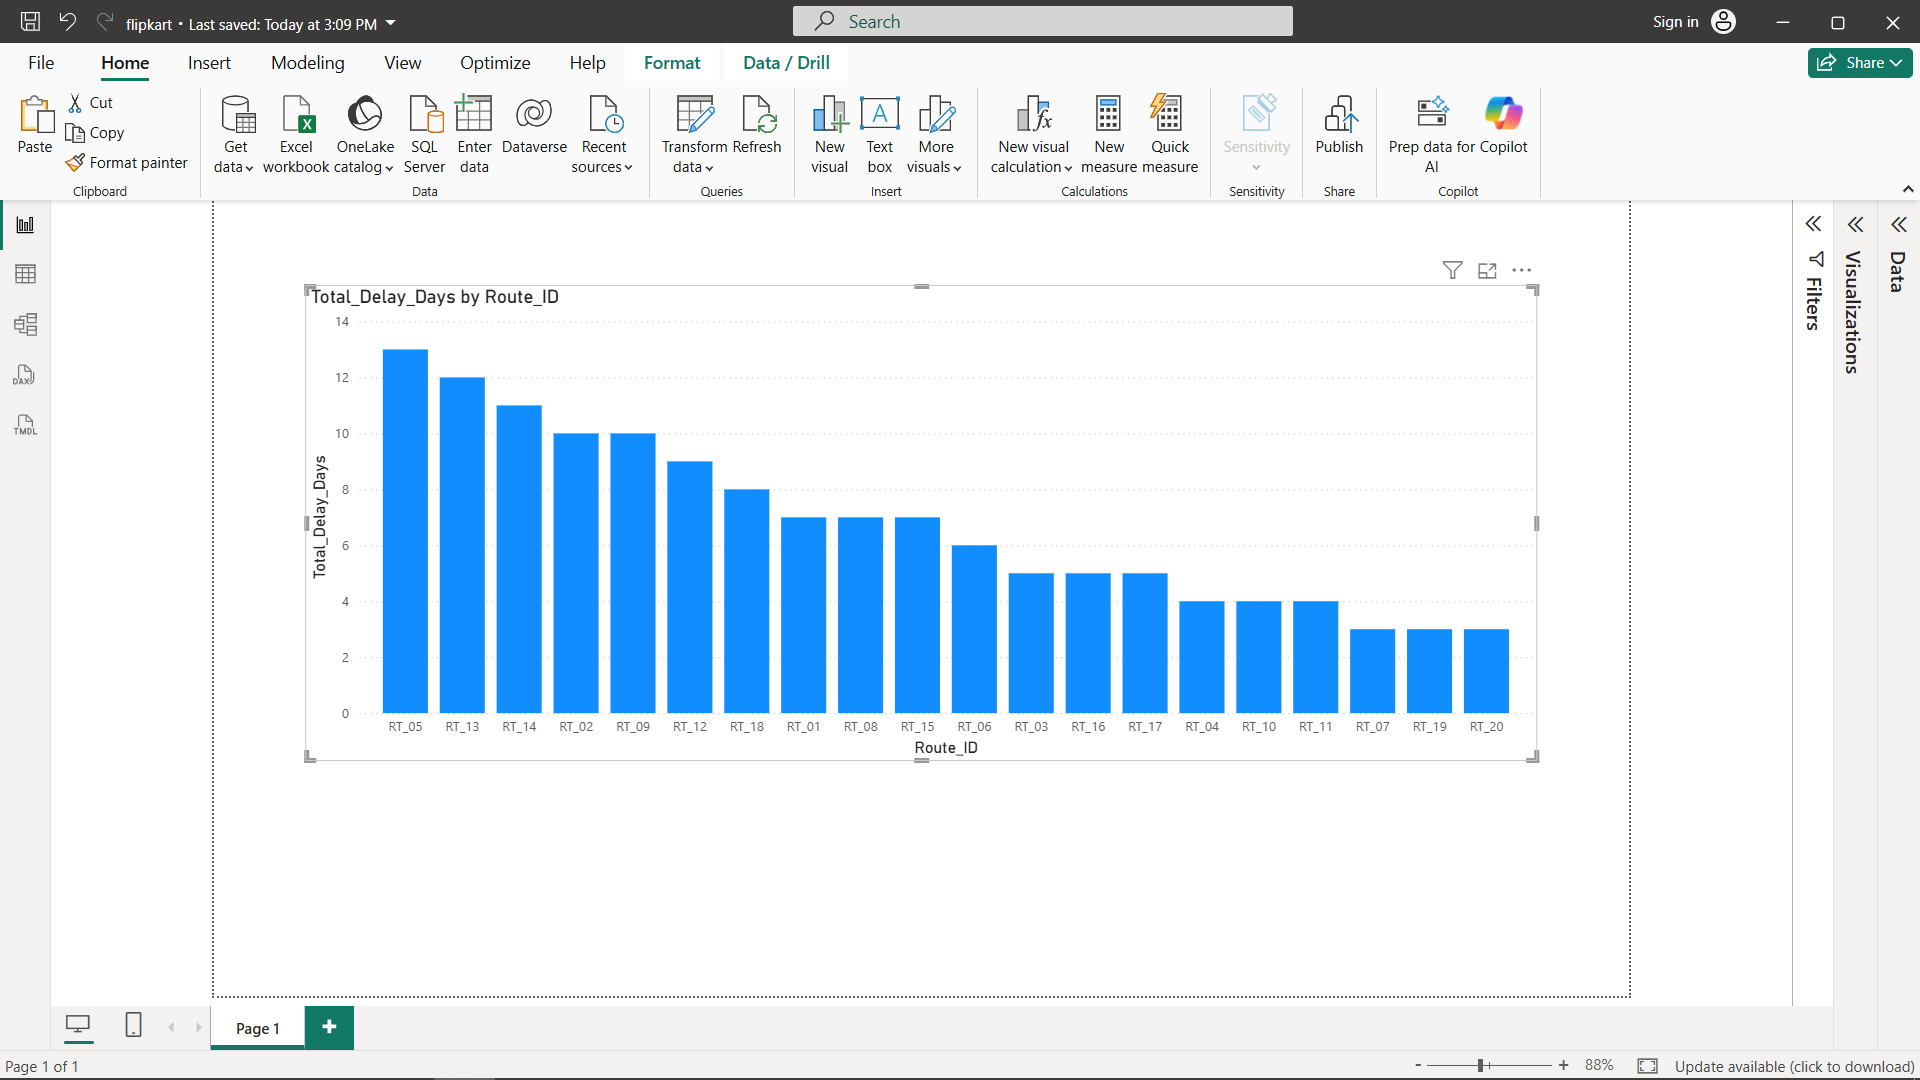 flipkart • Last saved: Today at 3:09 PM
Search
Sign in
File Home Insert Modeling View Optimize Help Format Data / Drill
Share
Paste
Cut
Copy
Format painter
Clipboard
Get data
Excel workbook
OneLake catalog
SQL Server
Enter data
Dataverse
Recent sources
Data
Transform data
Refresh
Queries
New visual
Text box
More visuals
Insert
New visual calculation
New measure
Quick measure
Calculations
Sensitivity
Sensitivity
Publish
Share
Prep data for AI
Copilot
Copilot
DAX
TMDL
Filters
Visualizations
Data
Total_Delay_Days by Route_ID
Total_Delay_Days
14
12
10
8
6
4
2
0
RT_05 RT_13 RT_14 RT_02 RT_09 RT_12 RT_18 RT_01 RT_08 RT_15 RT_06 RT_03 RT_16 RT_17 RT_04 RT_10 RT_11 RT_07 RT_19 RT_20
Route_ID
Page 1
+
Page 1 of 1
- + 88%
Update available (click to download)